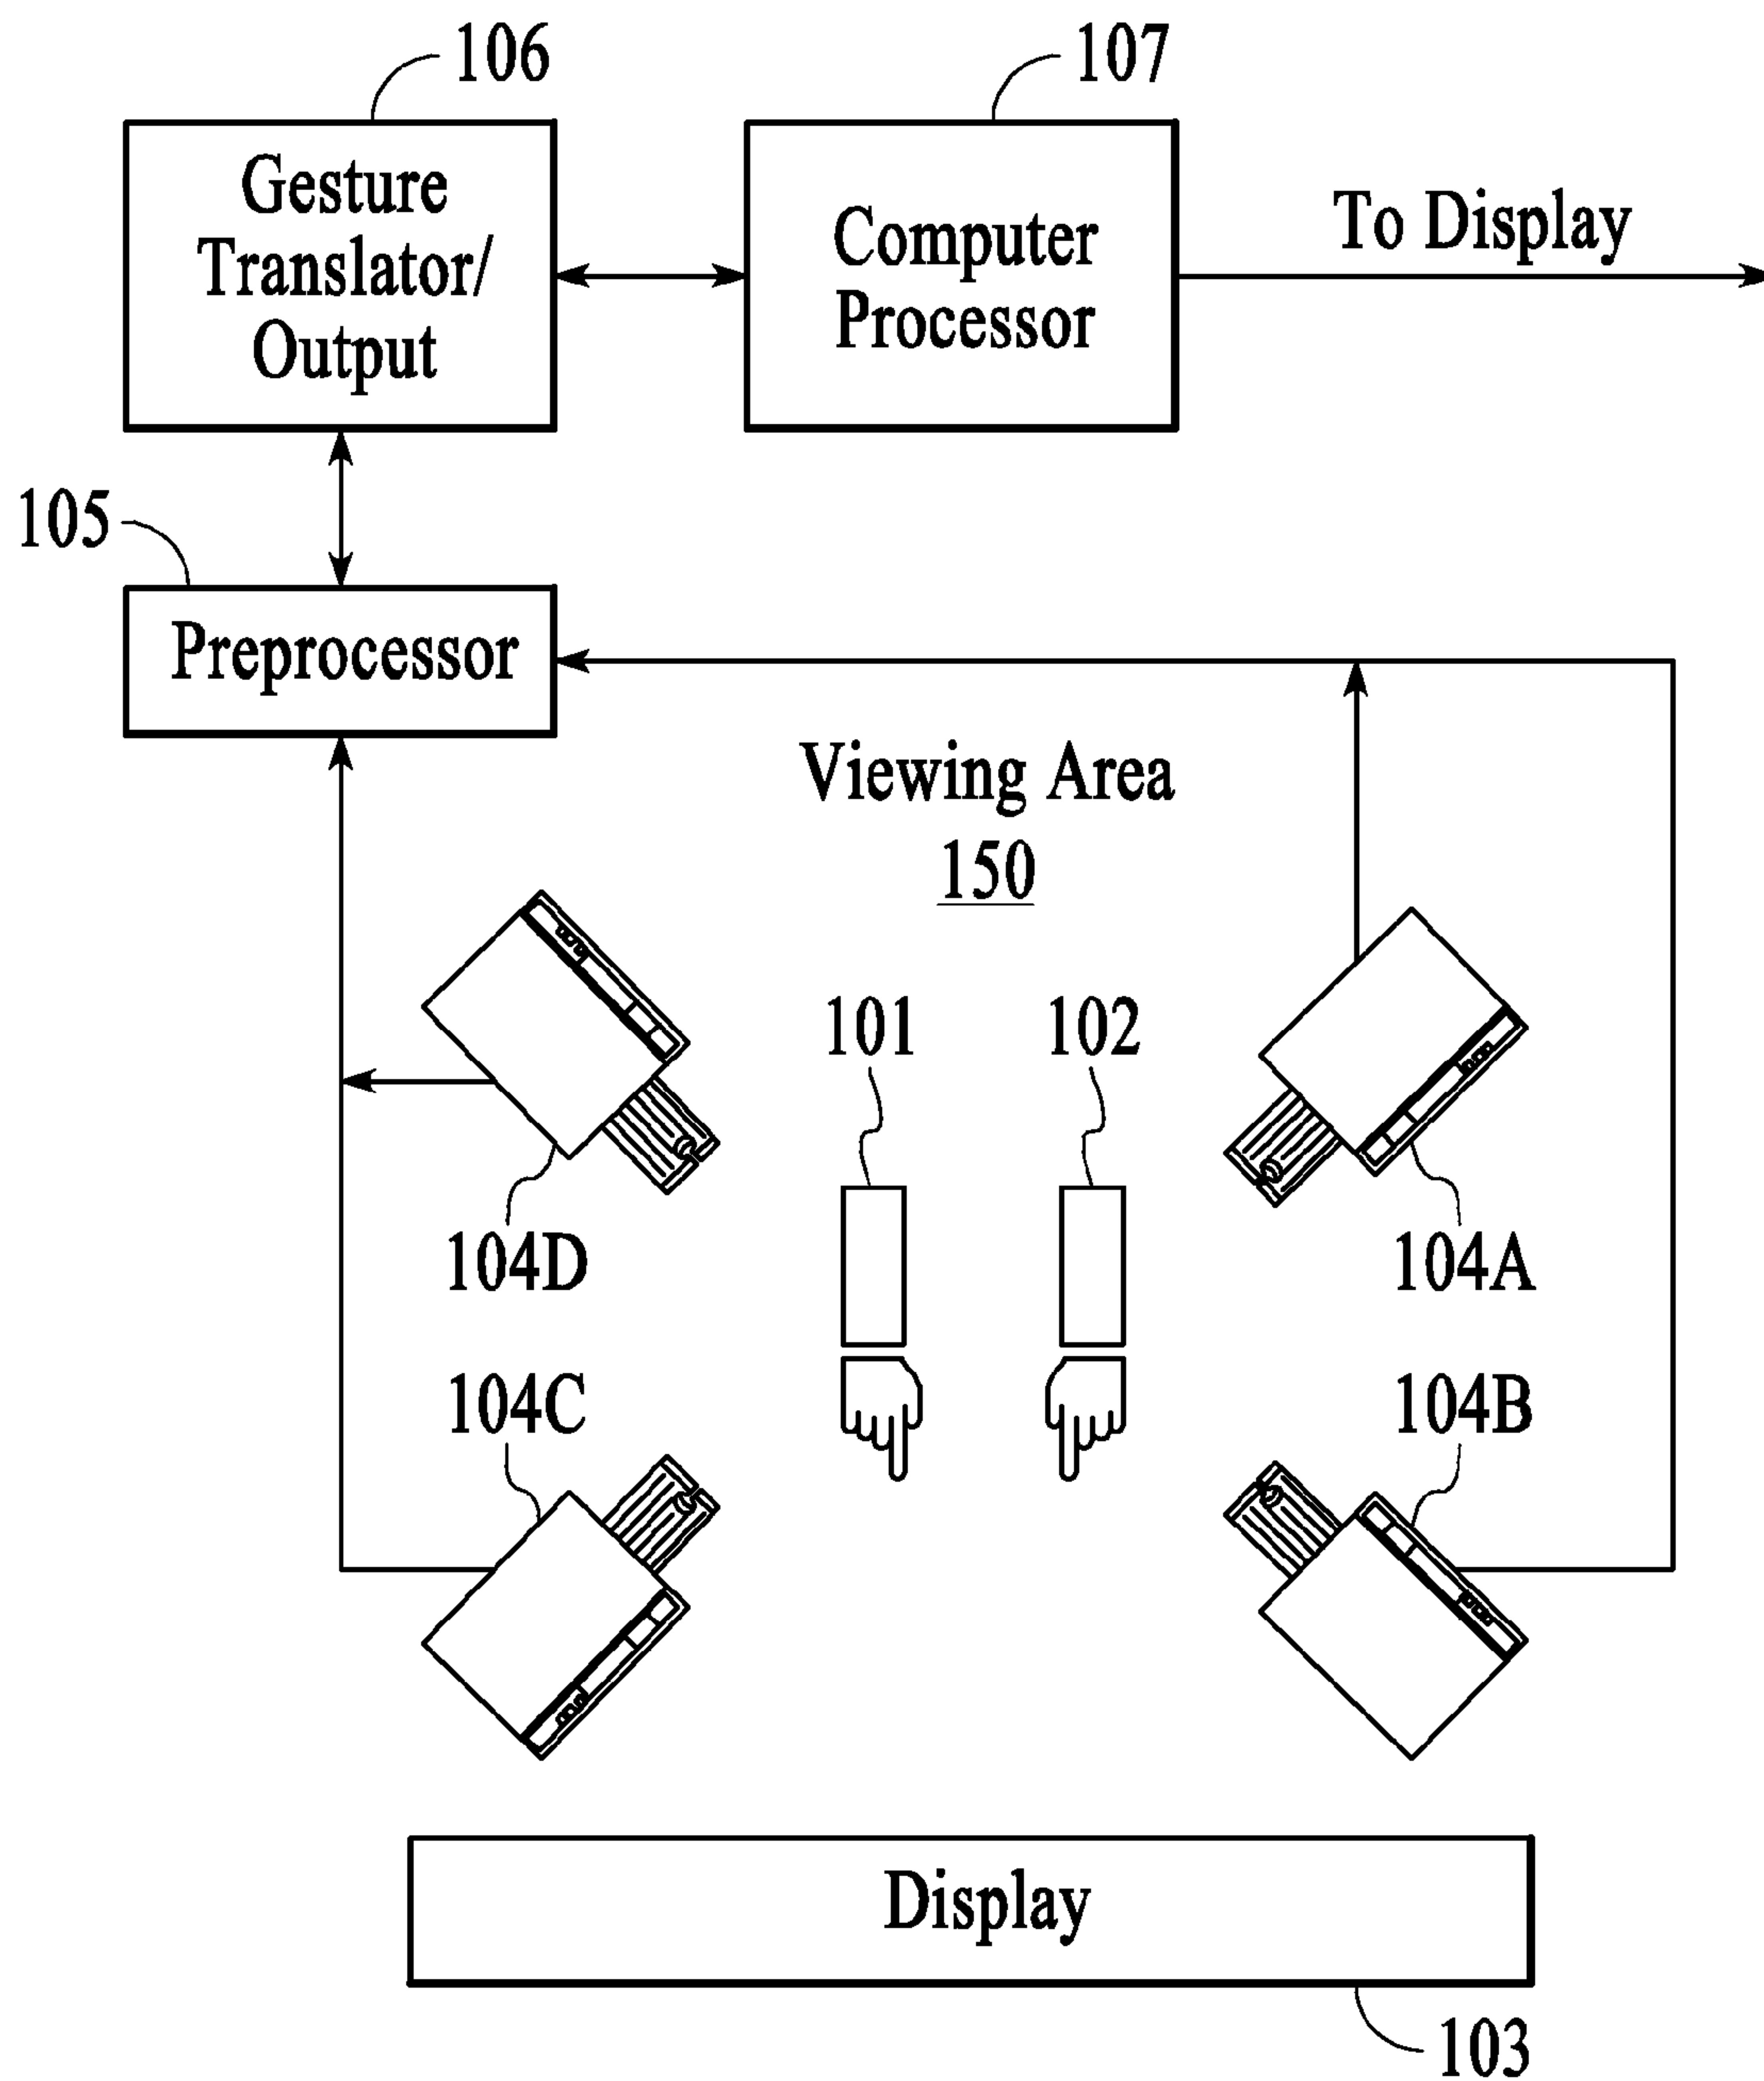 106
107
Gesture
Translator/
Output
Computer
Processor
To Display
105
Preprocessor
Viewing Area
150
101
102
104D
104A
104C
104B
Display
103